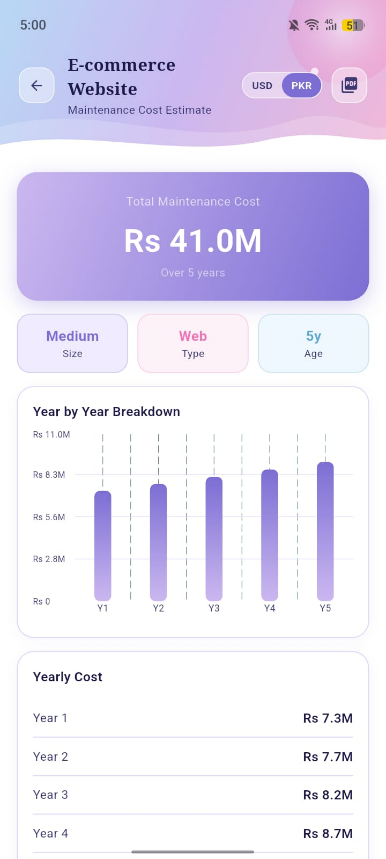 5:00
4G
51
E-commerce
Website
Maintenance Cost Estimate
USD
PKR
PDF
Total Maintenance Cost
Rs 41.0M
Over 5 years
Medium
Size
Web
Type
5y
Age
Year by Year Breakdown
Rs 11.0M
Rs 8.3M
Rs 5.6M
Rs 2.8M
Rs 0
Y1 Y2 Y3 Y4 Y5
Yearly Cost
Year 1 Rs 7.3M
Year 2 Rs 7.7M
Year 3 Rs 8.2M
Year 4 Rs 8.7M